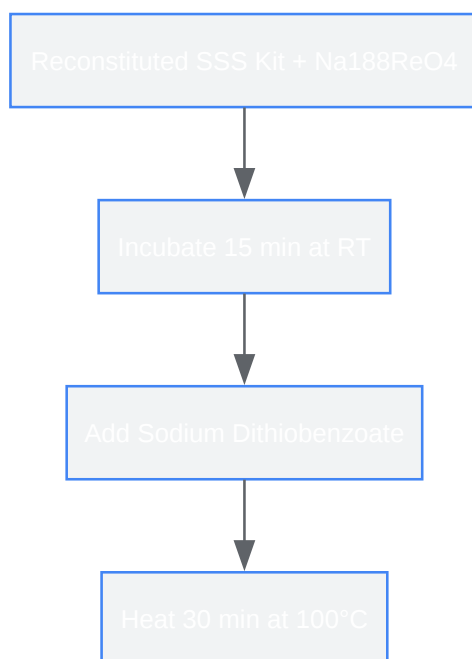 Reconstituted SSS Kit + Na188ReO4
Incubate 15 min at RT
Add Sodium Dithiobenzoate
Heat 30 min at 100°C